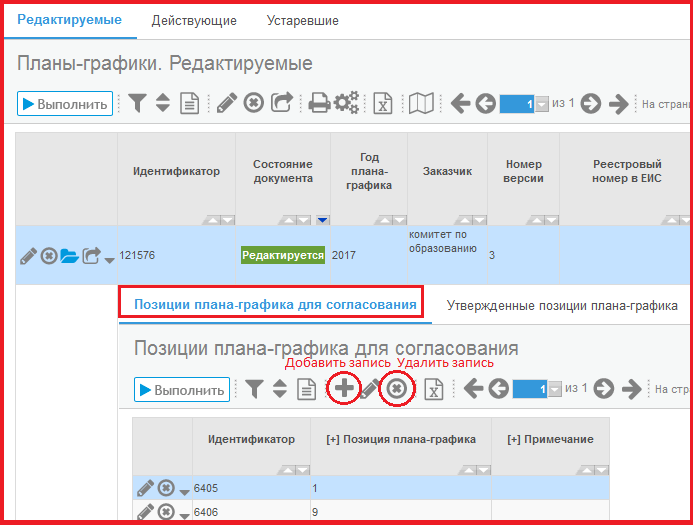 Редактируемые Действующие Устаревшие
Планы-графики. Редактируемые
Выполнить 1 из 1 На страни
Идентификатор Состояние документа Год плана-графика Заказчик Номер версии Реестровый номер в ЕИС
121576 Редактируется 2017 комитет по образованию 3
Позиции плана-графика для согласования Утвержденные позиции плана-графика
Позиции плана-графика для согласования
Добавить запись Удалить запись
Выполнить 1 из 1 На стра
Идентификатор [+] Позиция плана-графика [+] Примечание
6405 1
6406 9